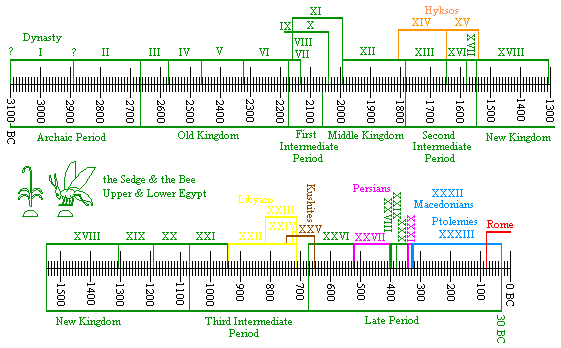 Hyksos
XI
XIV XV
IX X
Dynasty VIII XVII
? I ? II III IV V VI VII XII XIII XVI XVIII
3100 BC 3000 2900 2800 2700 2600 2500 2400 2300 2200 2100 2000 1900 1800 1700 1600 1500 1400 1300
Archaic Period
Old Kingdom
First Intermediate Period
Middle Kingdom
Second Intermediate Period
New Kingdom
the Sedge & the Bee
Upper & Lower Egypt
Libyans Kushites Persians
XXXII
Macedonians
XXIII
Ptolemies
XXIV
XXV
Rome
XVIII XIX XX XXI XXII XXVI XXVII XXVIII XXXI XXXIII
1500 1400 1300 1200 1100 1000 900 800 700 600 500 400 300 200 100 0 BC
New Kingdom
Third Intermediate Period
Late Period
30 BC